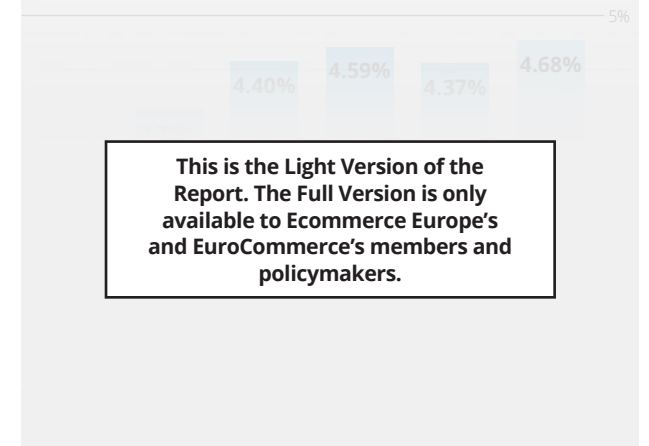 5%
4.59%
4.68%
4.40%
4.37%
This is the Light Version of the
Report. The Full Version is only
available to Ecommerce Europe’s
and EuroCommerce’s members and
policymakers.